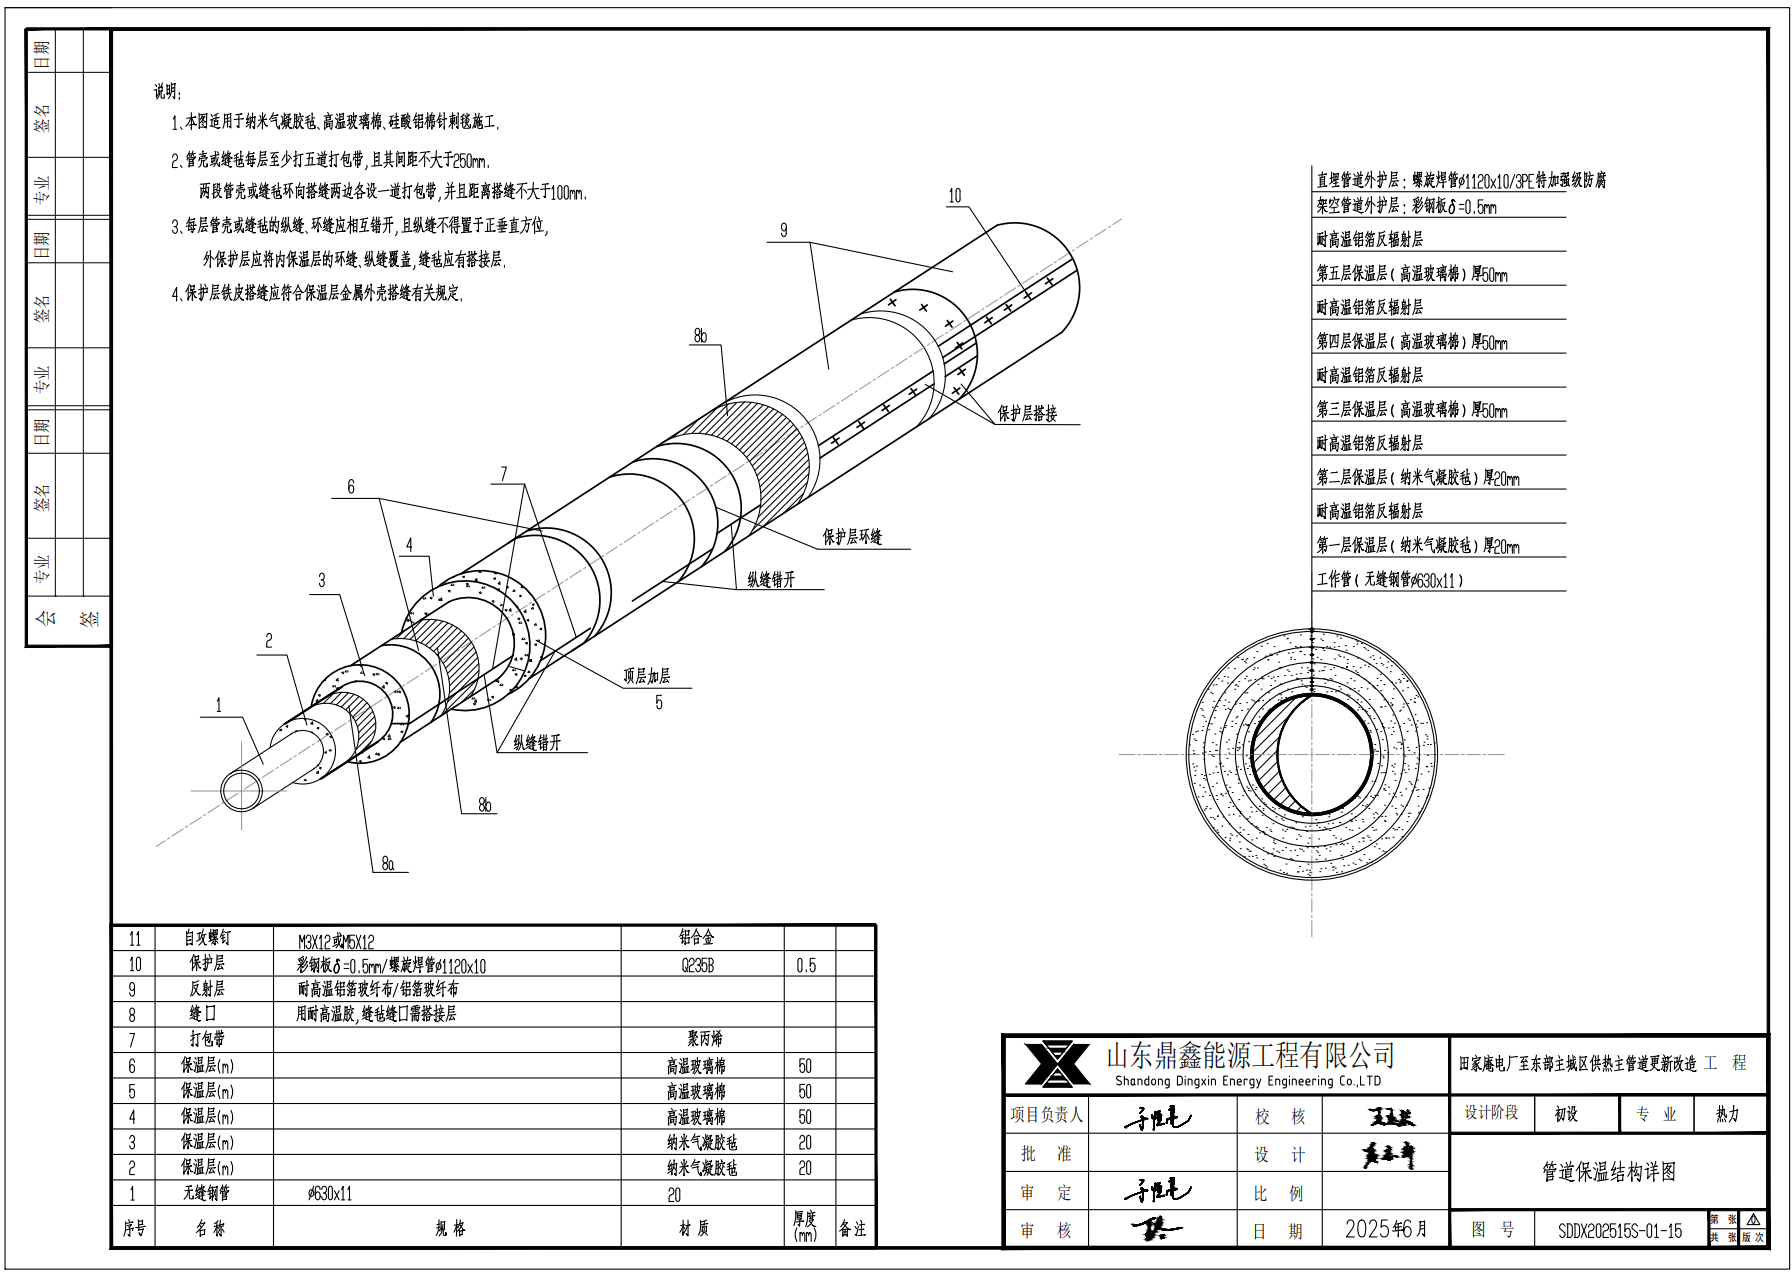 日期
签名
专业
日期
签名
专业
日期
签名
专业
会 签
说明:
1、本图适用于纳米气凝胶毡、高温玻璃棉、硅酸铝棉针刺毯施工.
2、管壳或缝毡每层至少打五道打包带,且其间距不大于250mm.
两段管壳或缝毡环向搭缝两边各设一道打包带,并且距离搭缝不大于100mm.
3、每层管壳或缝毡的纵缝、环缝应相互错开,且纵缝不得置于正垂直方位,
外保护层应将内保温层的环缝、纵缝覆盖,缝毡应有搭接层.
4、保护层铁皮搭缝应符合保温层金属外壳搭缝有关规定.
10
9
8b
保护层搭接
7
6
保护层环缝
4
纵缝错开
3
2
顶层加层
5
1
纵缝错开
8b
8a
直埋管道外护层: 螺旋焊管ø1120x10/3PE特加强级防腐
架空管道外护层: 彩钢板δ=0.5mm
耐高温铝箔反辐射层
第五层保温层( 高温玻璃棉) 厚50mm
耐高温铝箔反辐射层
第四层保温层( 高温玻璃棉) 厚50mm
耐高温铝箔反辐射层
第三层保温层( 高温玻璃棉) 厚50mm
耐高温铝箔反辐射层
第二层保温层( 纳米气凝胶毡) 厚20mm
耐高温铝箔反辐射层
第一层保温层( 纳米气凝胶毡) 厚20mm
工作管( 无缝钢管ø630x11)
11 自攻螺钉 M3X12或M5X12 铝合金
10 保护层 彩钢板δ=0.5mm/螺旋焊管ø1120x10 Q235B 0.5
9 反射层 耐高温铝箔玻纤布/铝箔玻纤布
8 缝口 用耐高温胶,缝毡缝口需搭接层
7 打包带 聚丙烯
6 保温层(m) 高温玻璃棉 50
5 保温层(m) 高温玻璃棉 50
4 保温层(m) 高温玻璃棉 50
3 保温层(m) 纳米气凝胶毡 20
2 保温层(m) 纳米气凝胶毡 20
1 无缝钢管 ø630x11 20
序号 名称 规格 材质 厚度(mm) 备注
山东鼎鑫能源工程有限公司
Shandong Dingxin Energy Engineering Co.,LTD
田家庵电厂至东部主城区供热主管道更新改造 工 程
项目负责人 校 核 设计阶段 初设 专 业 热力
批 准 设 计
管道保温结构详图
审 定 比 例
审 核 日 期 2025年6月 图 号 SDDX202515S-01-15
第 张
共 张 版 次